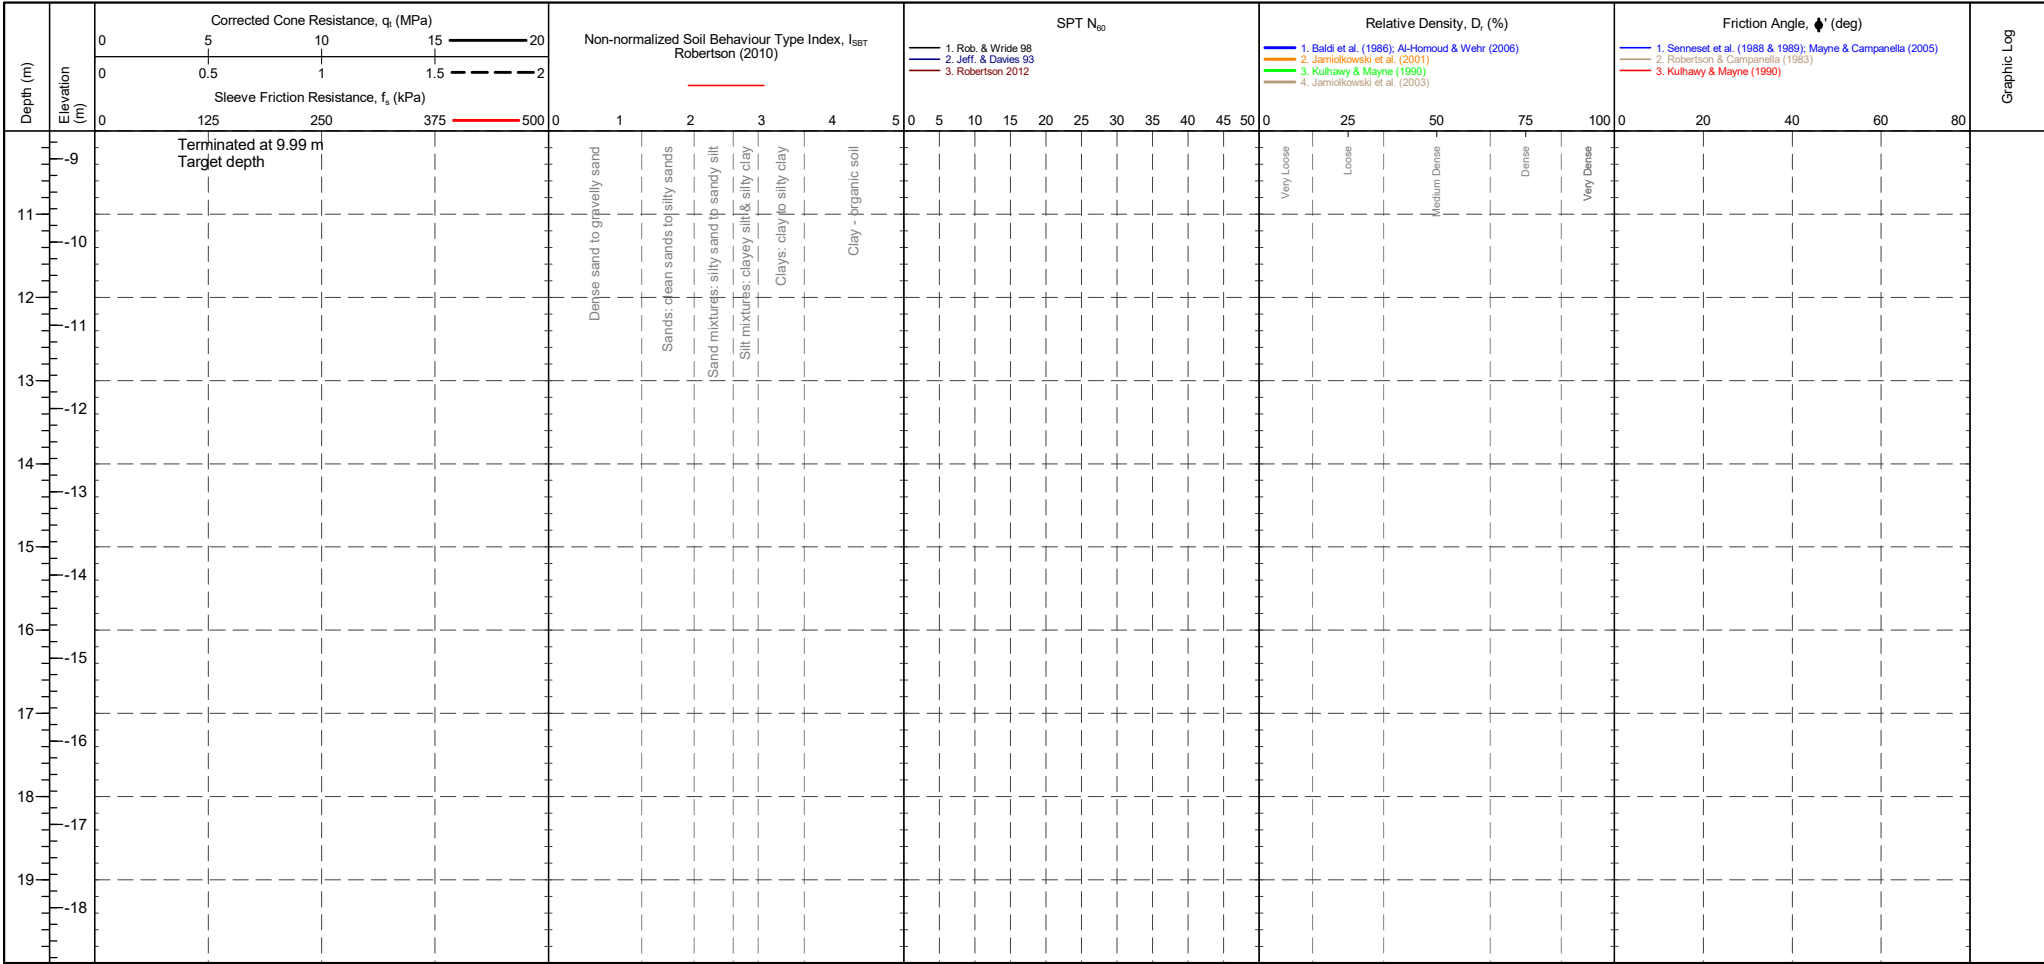 Depth (m)
Elevation
(m)
Corrected Cone Resistance, qt (MPa)
0 5 10 15 20
0 0.5 1 1.5 2
Sleeve Friction Resistance, fs (kPa)
0 125 250 375 500
Non-normalized Soil Behaviour Type Index, ISBT
Robertson (2010)
0 1 2 3 4 5
SPT N60
1. Rob. & Wride 98
2. Jeff. & Davies 93
3. Robertson 2012
0 5 10 15 20 25 30 35 40 45 50
Relative Density, Dr (%)
1. Baldi et al. (1986); Al-Homoud & Wehr (2006)
2. Jamiolkowski et al. (2001)
3. Kulhawy & Mayne (1990)
4. Jamiolkowski et al. (2003)
0 25 50 75 100
Friction Angle, ϕ' (deg)
1. Senneset et al. (1988 & 1989); Mayne & Campanella (2005)
2. Robertson & Campanella (1983)
3. Kulhawy & Mayne (1990)
0 20 40 60 80
Graphic Log
Terminated at 9.99 m
Target depth
Dense sand to gravelly sand
Sands: clean sands to silty sands
Sand mixtures: silty sand to sandy silt
Silt mixtures: clayey silt & silty clay
Clays: clay to silty clay
Clay - organic soil
Very Loose
Loose
Medium Dense
Dense
Very Dense
-9
11
-10
12
-11
13
-12
14
-13
15
-14
16
-15
17
-16
18
-17
19
-18